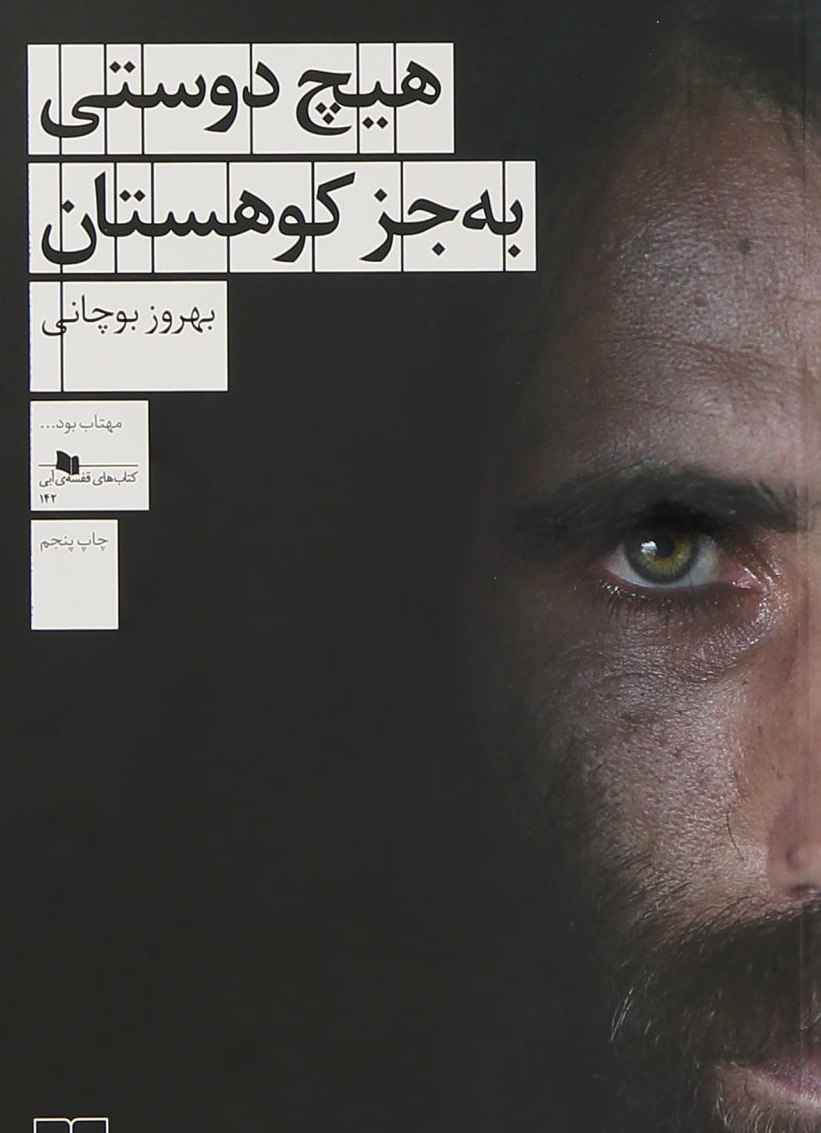 هیچ دوستی
به‌جز کوهستان
بهروز بوچانی
مهتاب بود...
کتاب‌های قفسه‌ی آبی
۱۴۲
چاپ پنجم